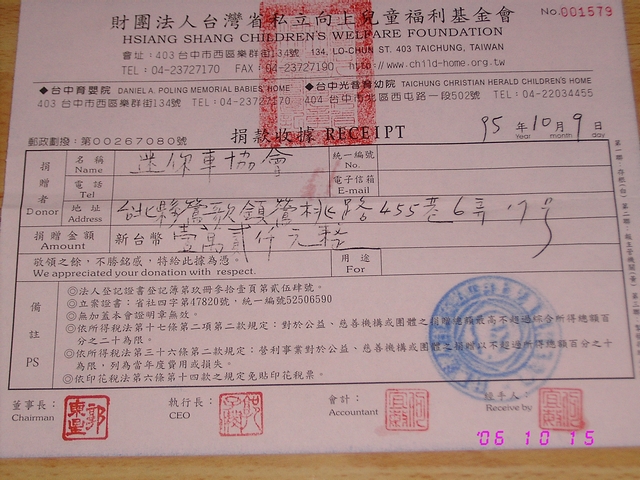 財團法人台灣省私立向上兒童福利基金會
No.001579
HSIANG SHANG CHILDREN'S WELFARE FOUNDATION
會址：403 台中市西區樂群街134號 134, LO-CHUN ST. 403 TAICHUNG, TAIWAN
TEL：04-23727170 FAX：04-23727190 http://www.child-home.org.tw
◆台中育嬰院 DANIEL A. POLING MEMORIAL BABIES' HOME ◆台中光音育幼院 TAICHUNG CHRISTIAN HERALD CHILDREN'S HOME
403 台中市西區樂群街134號 TEL：04-23727170 404 台中市北區西屯路一段502號 TEL：04-22034455
郵政劃撥：第00267080號 捐款收據 RECEIPT 95 年 10 月 9 日
Year month day
捐贈者 Donor
名稱 Name 迷你車協會 統一編號 No.
電話 Tel 電子信箱 E-mail
地址 Address 台北縣鶯歌鎮鶯桃路455巷6弄17号
捐贈金額 Amount 新台幣 壹萬貳仟元整
敬領之餘，不勝銘感，特給此據為憑。
We appreciated your donation with respect.
用途 For
備註 PS
◎法人登記證書登記簿第玖冊參拾壹頁第貳伍肆號。
◎立案證書：省社四字第47820號，統一編號52506590
◎無加蓋本會證明章無效。
◎依所得稅法第十七條第二項第二款規定：對於公益、慈善機構或團體之捐贈總額最高不超過綜合所得總額百
分之二十為限。
◎依所得稅法第三十六條第二款規定：營利事業對於公益、慈善機構或團體之捐贈以不超過所得總額百分之十
為限，列為當年度費用或損失。
◎依印花稅法第六條第十四款之規定免貼印花稅票。
董事長： Chairman
執行長： CEO
會計： Accountant
經手人： Receive by
'06 10 15